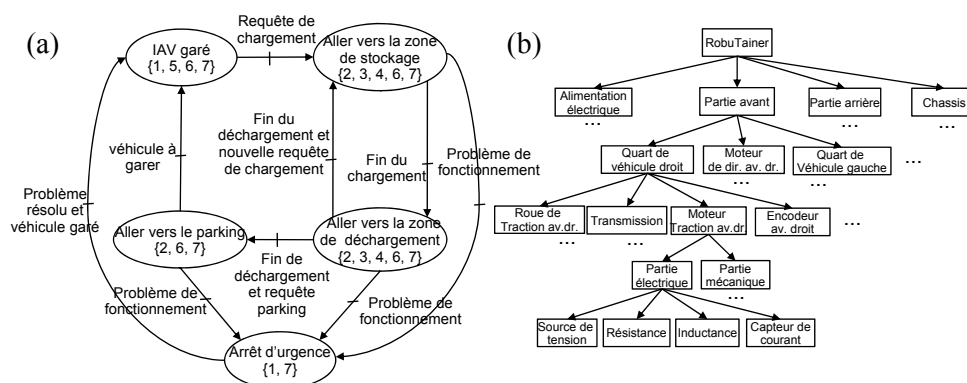 (a)
Requête de
chargement
IAV garé
{1, 5, 6, 7}
Aller vers la zone
de stockage
{2, 3, 4, 6, 7}
véhicule à
garer
Fin du
déchargement et
nouvelle requête
de chargement
Fin du
chargement
Problème de
fonctionnement
Problème
résolu et
véhicule garé
Aller vers le parking
{2, 6, 7}
Aller vers la zone
de déchargement
{2, 3, 4, 6, 7}
Fin de
déchargement
et requête
parking
Problème de
fonctionnement
Problème de
fonctionnement
Arrêt d'urgence
{1, 7}
(b)
RobuTainer
Alimentation
électrique
...
Partie avant
Partie arrière
...
Chassis
...
Quart de
véhicule droit
Moteur
de dir. av. dr.
...
Quart de
Véhicule gauche
...
...
Roue de
Traction av.dr.
...
Transmission
...
Moteur
Traction av.dr
Encodeur
av. droit
...
...
Partie
électrique
Partie
mécanique
...
Source de
tension
Résistance
Inductance
Capteur de
courant